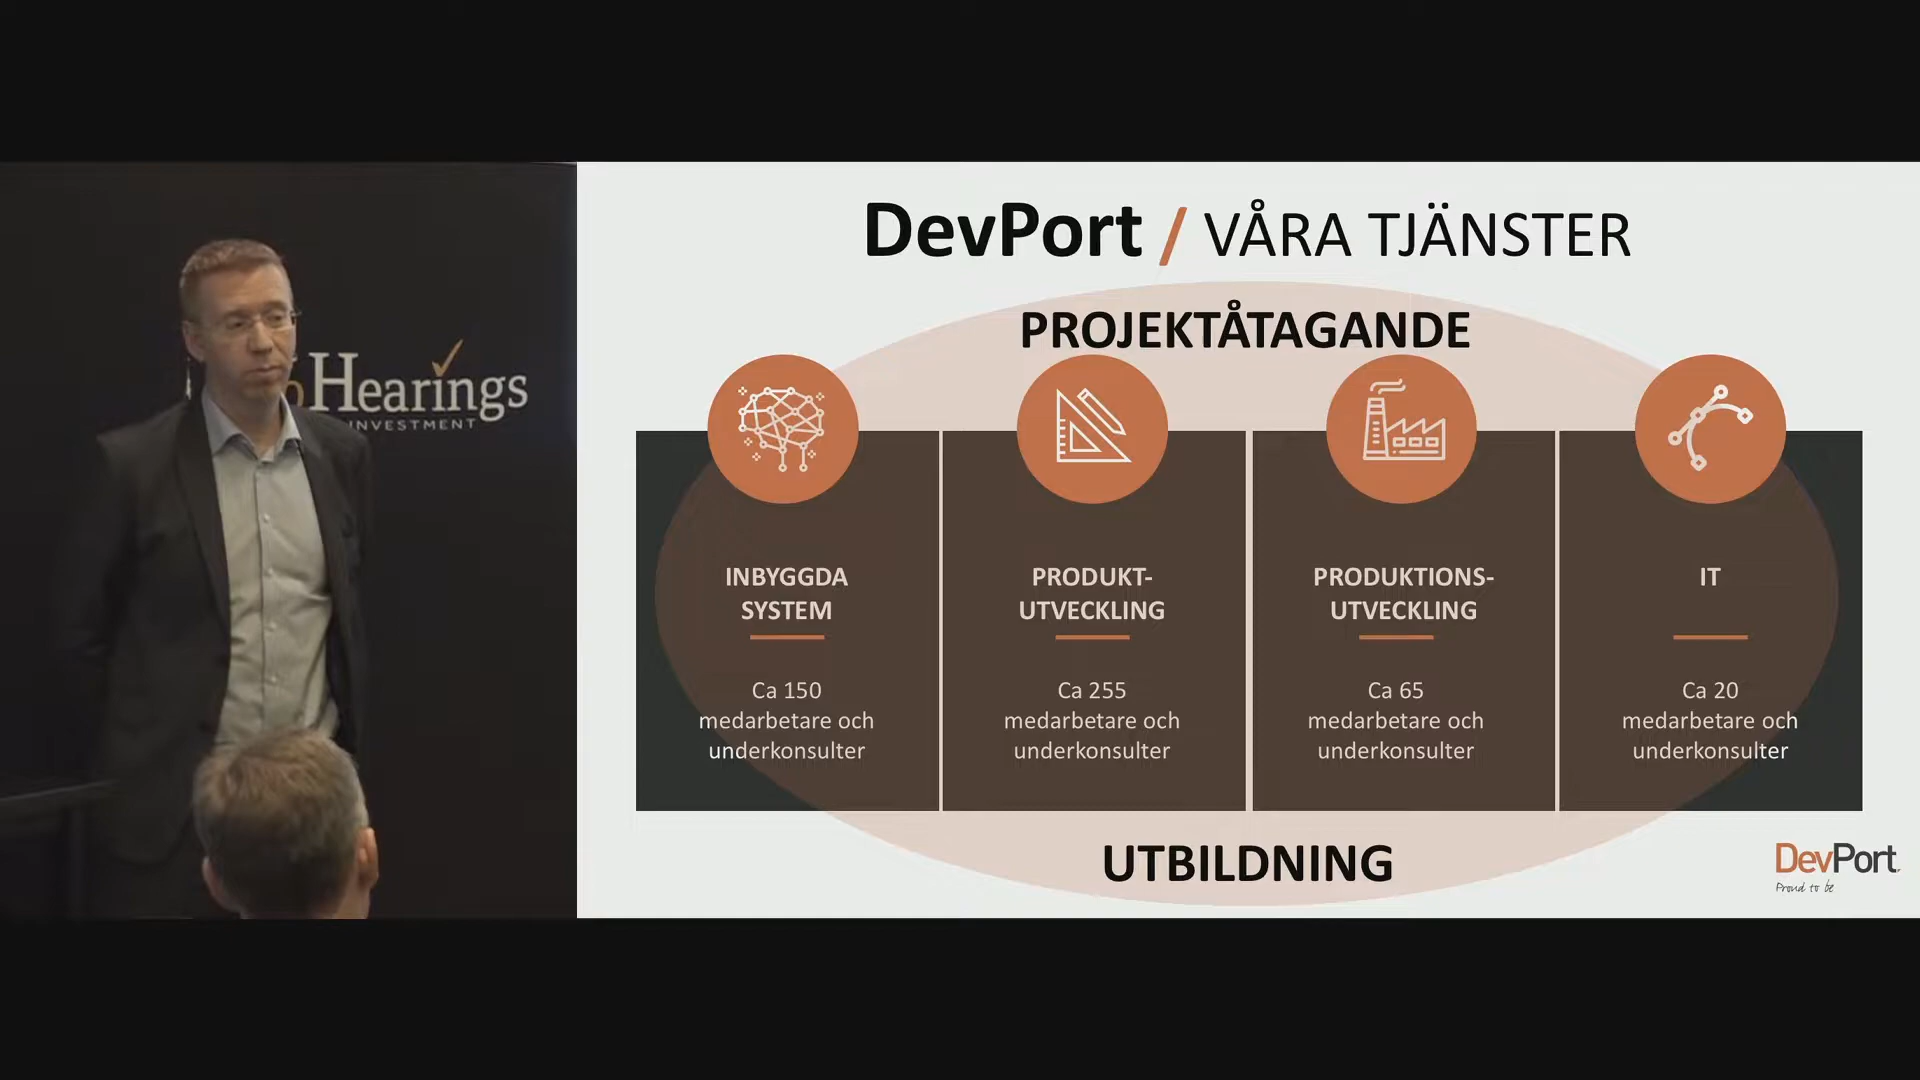 Hearings
INVESTMENT
DevPort / VÅRA TJÄNSTER
PROJEKTÅTAGANDE
INBYGGDA
SYSTEM
Ca 150
medarbetare och
underkonsulter
PRODUKT-
UTVECKLING
Ca 255
medarbetare och
underkonsulter
PRODUKTIONS-
UTVECKLING
Ca 65
medarbetare och
underkonsulter
IT
Ca 20
medarbetare och
underkonsulter
UTBILDNING
DevPort
Proud to be